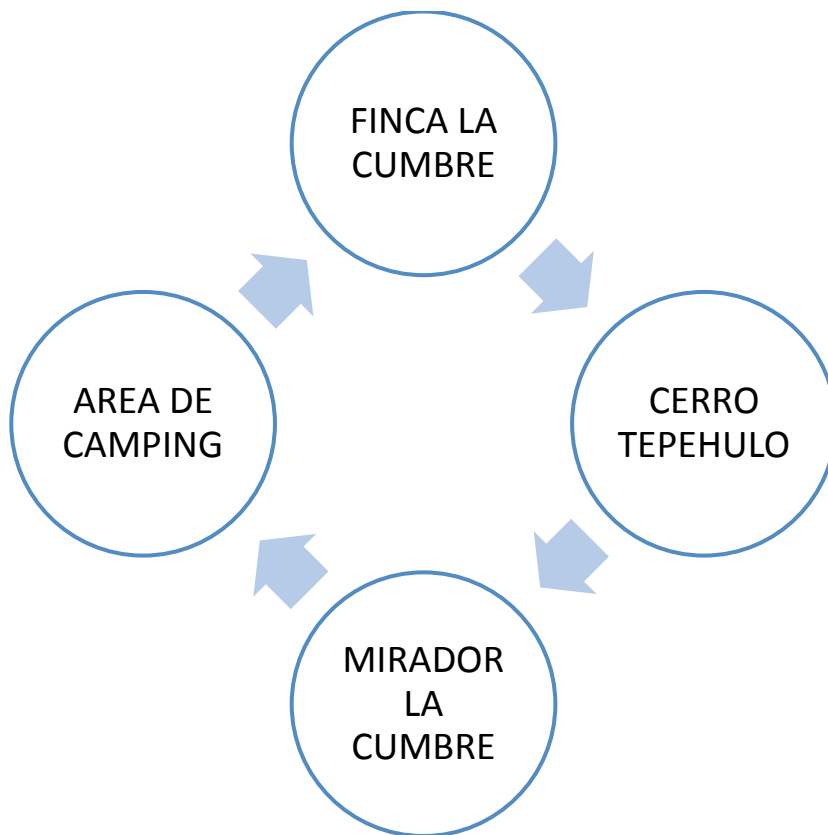 FINCA LA
CUMBRE
CERRO
TEPEHULO
MIRADOR
LA
CUMBRE
AREA DE
CAMPING